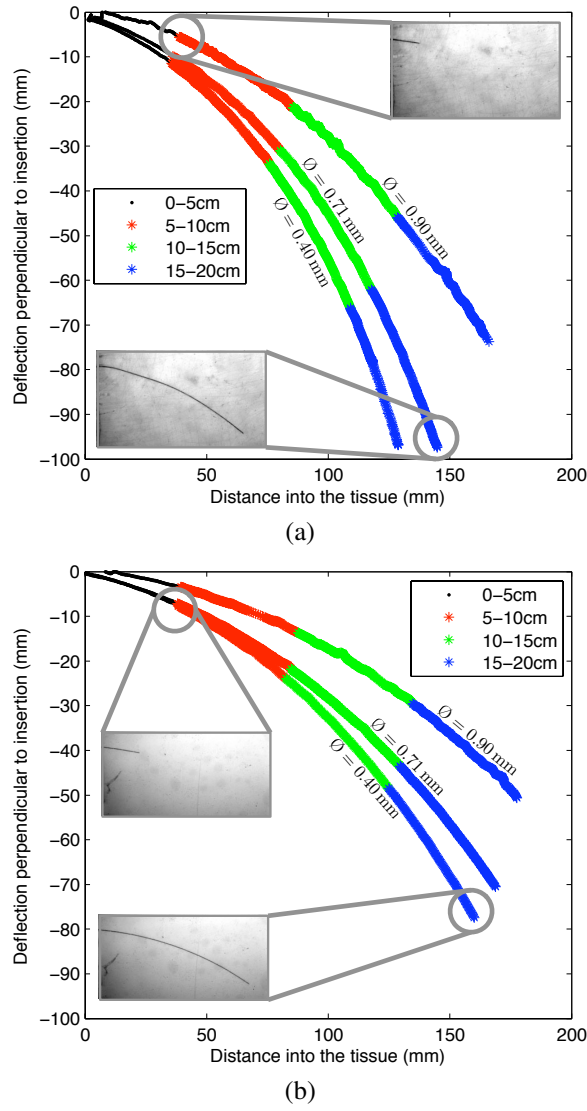 0
−10
−20
−30
−40
−50
−60
−70
−80
−90
−100
Deflection perpendicular to insertion (mm)
0−5cm
5−10cm
10−15cm
15−20cm
Ø = 0.40 mm
Ø = 0.71 mm
Ø = 0.90 mm
0
50
100
150
200
Distance into the tissue (mm)
(a)
0
−10
−20
−30
−40
−50
−60
−70
−80
−90
−100
Deflection perpendicular to insertion (mm)
0−5cm
5−10cm
10−15cm
15−20cm
Ø = 0.40 mm
Ø = 0.71 mm
Ø = 0.90 mm
0
50
100
150
200
Distance into the tissue (mm)
(b)